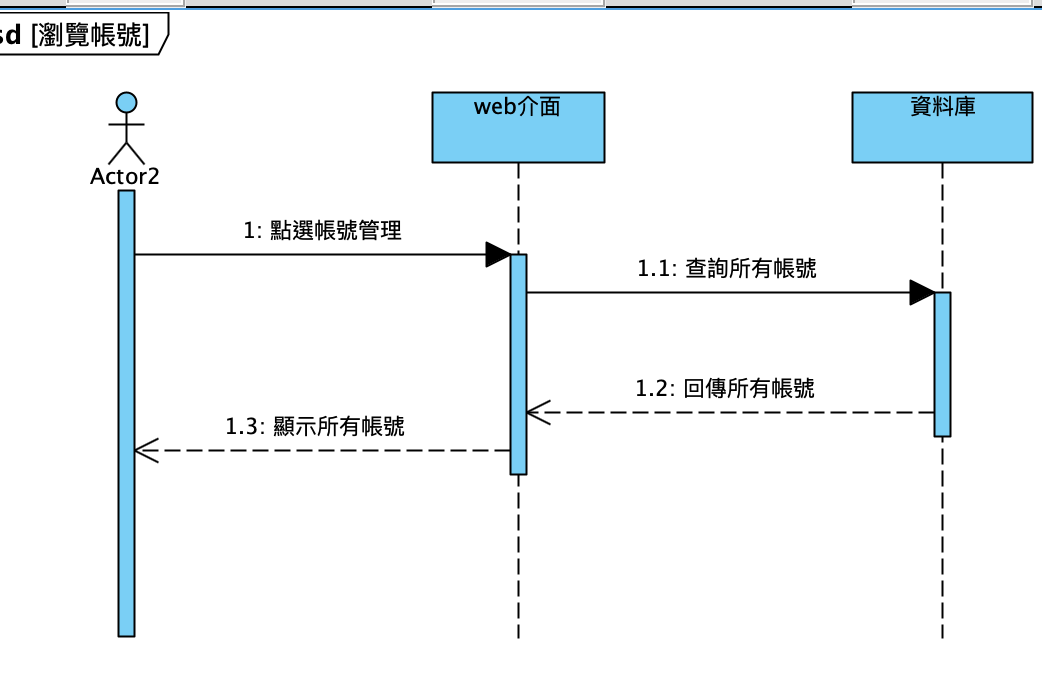 sd [瀏覽帳號]
web介面
資料庫
Actor2
1: 點選帳號管理
1.1: 查詢所有帳號
1.2: 回傳所有帳號
1.3: 顯示所有帳號